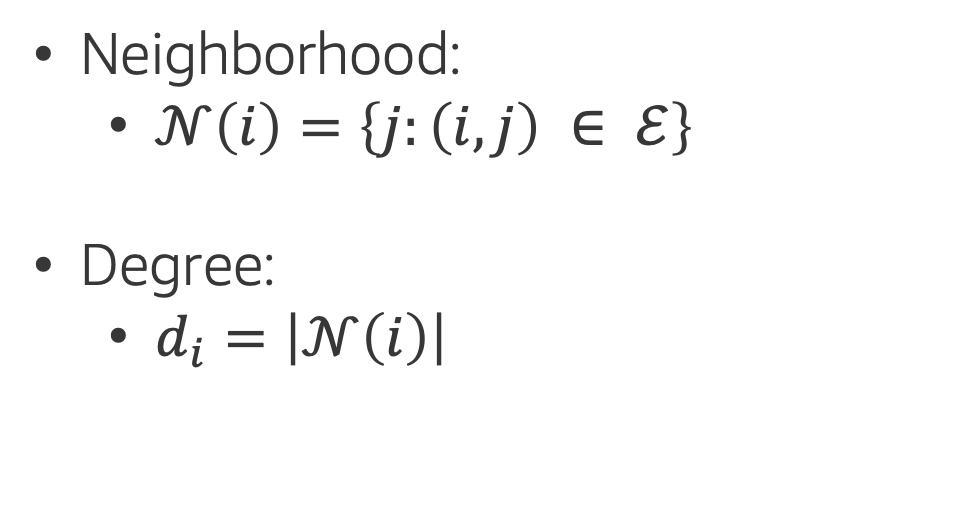 • Neighborhood:
• 𝒩(i) = {j: (i, j) ∈ ℰ}
• Degree:
• dᵢ = |𝒩(i)|